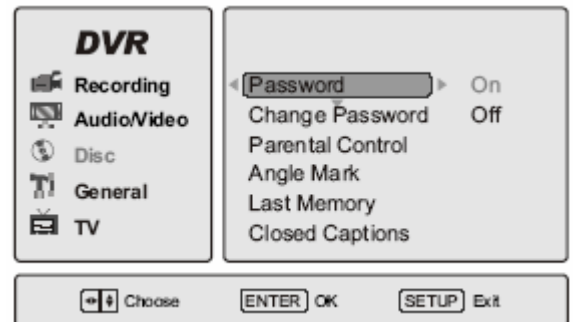 DVR
Recording
Audio/Video
Disc
General
TV
Password On
Change Password Off
Parental Control
Angle Mark
Last Memory
Closed Captions
Choose ENTER OK SETUP Exit